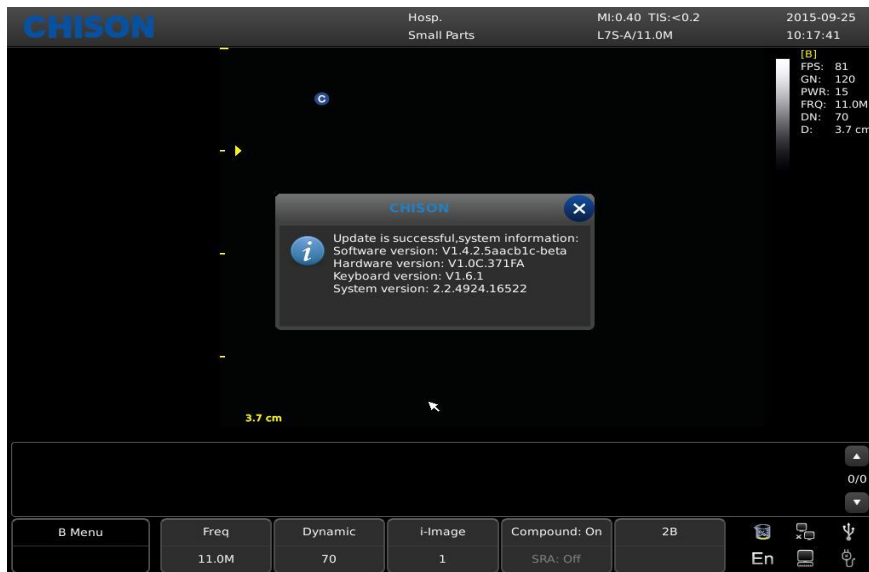 CHISON
Hosp.
MI:0.40 TIS:<0.2
2015-09-25
Small Parts
L7S-A/11.0M
10:17:41
[B]
FPS: 81
GN: 120
PWR: 15
FRQ: 11.0M
DN: 70
D: 3.7 cm
C
CHISON
Update is successful,system information:
Software version: V1.4.2.5aacb1c-beta
Hardware version: V1.0C.371FA
Keyboard version: V1.6.1
System version: 2.2.4924.16522
3.7 cm
0/0
B Menu
Freq
Dynamic
i-Image
Compound: On
2B
11.0M
70
1
SRA: Off
En